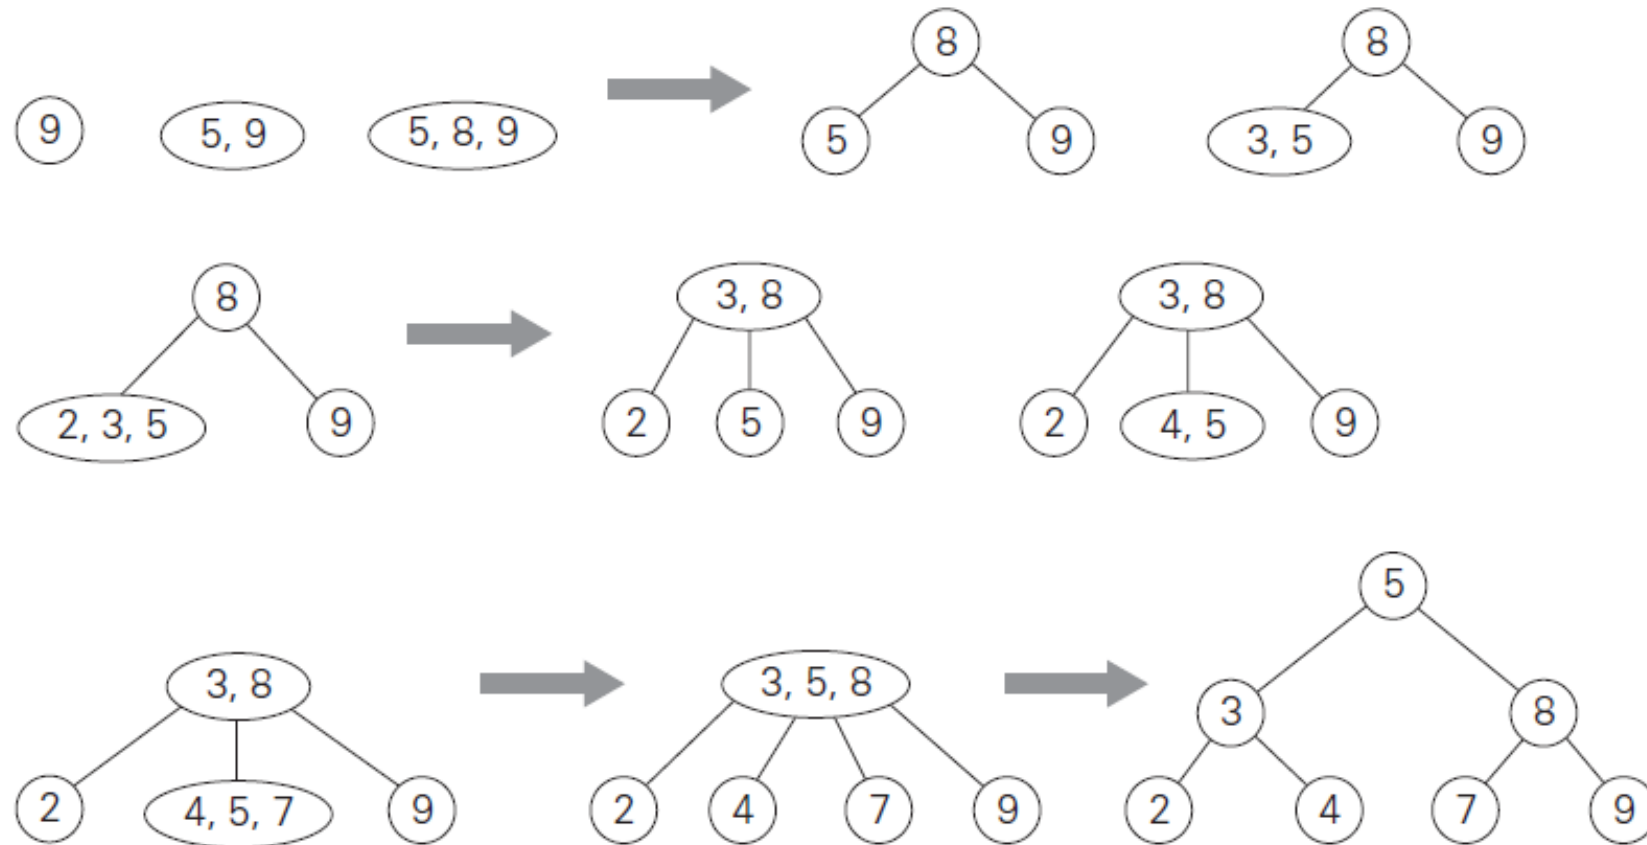 8 8
9 5, 9 5, 8, 9 5 9 3, 5 9
8 3, 8 3, 8
2, 3, 5 9 2 5 9 2 4, 5 9
5
3, 8 3, 5, 8 3 8
2 4, 5, 7 9 2 4 7 9 2 4 7 9